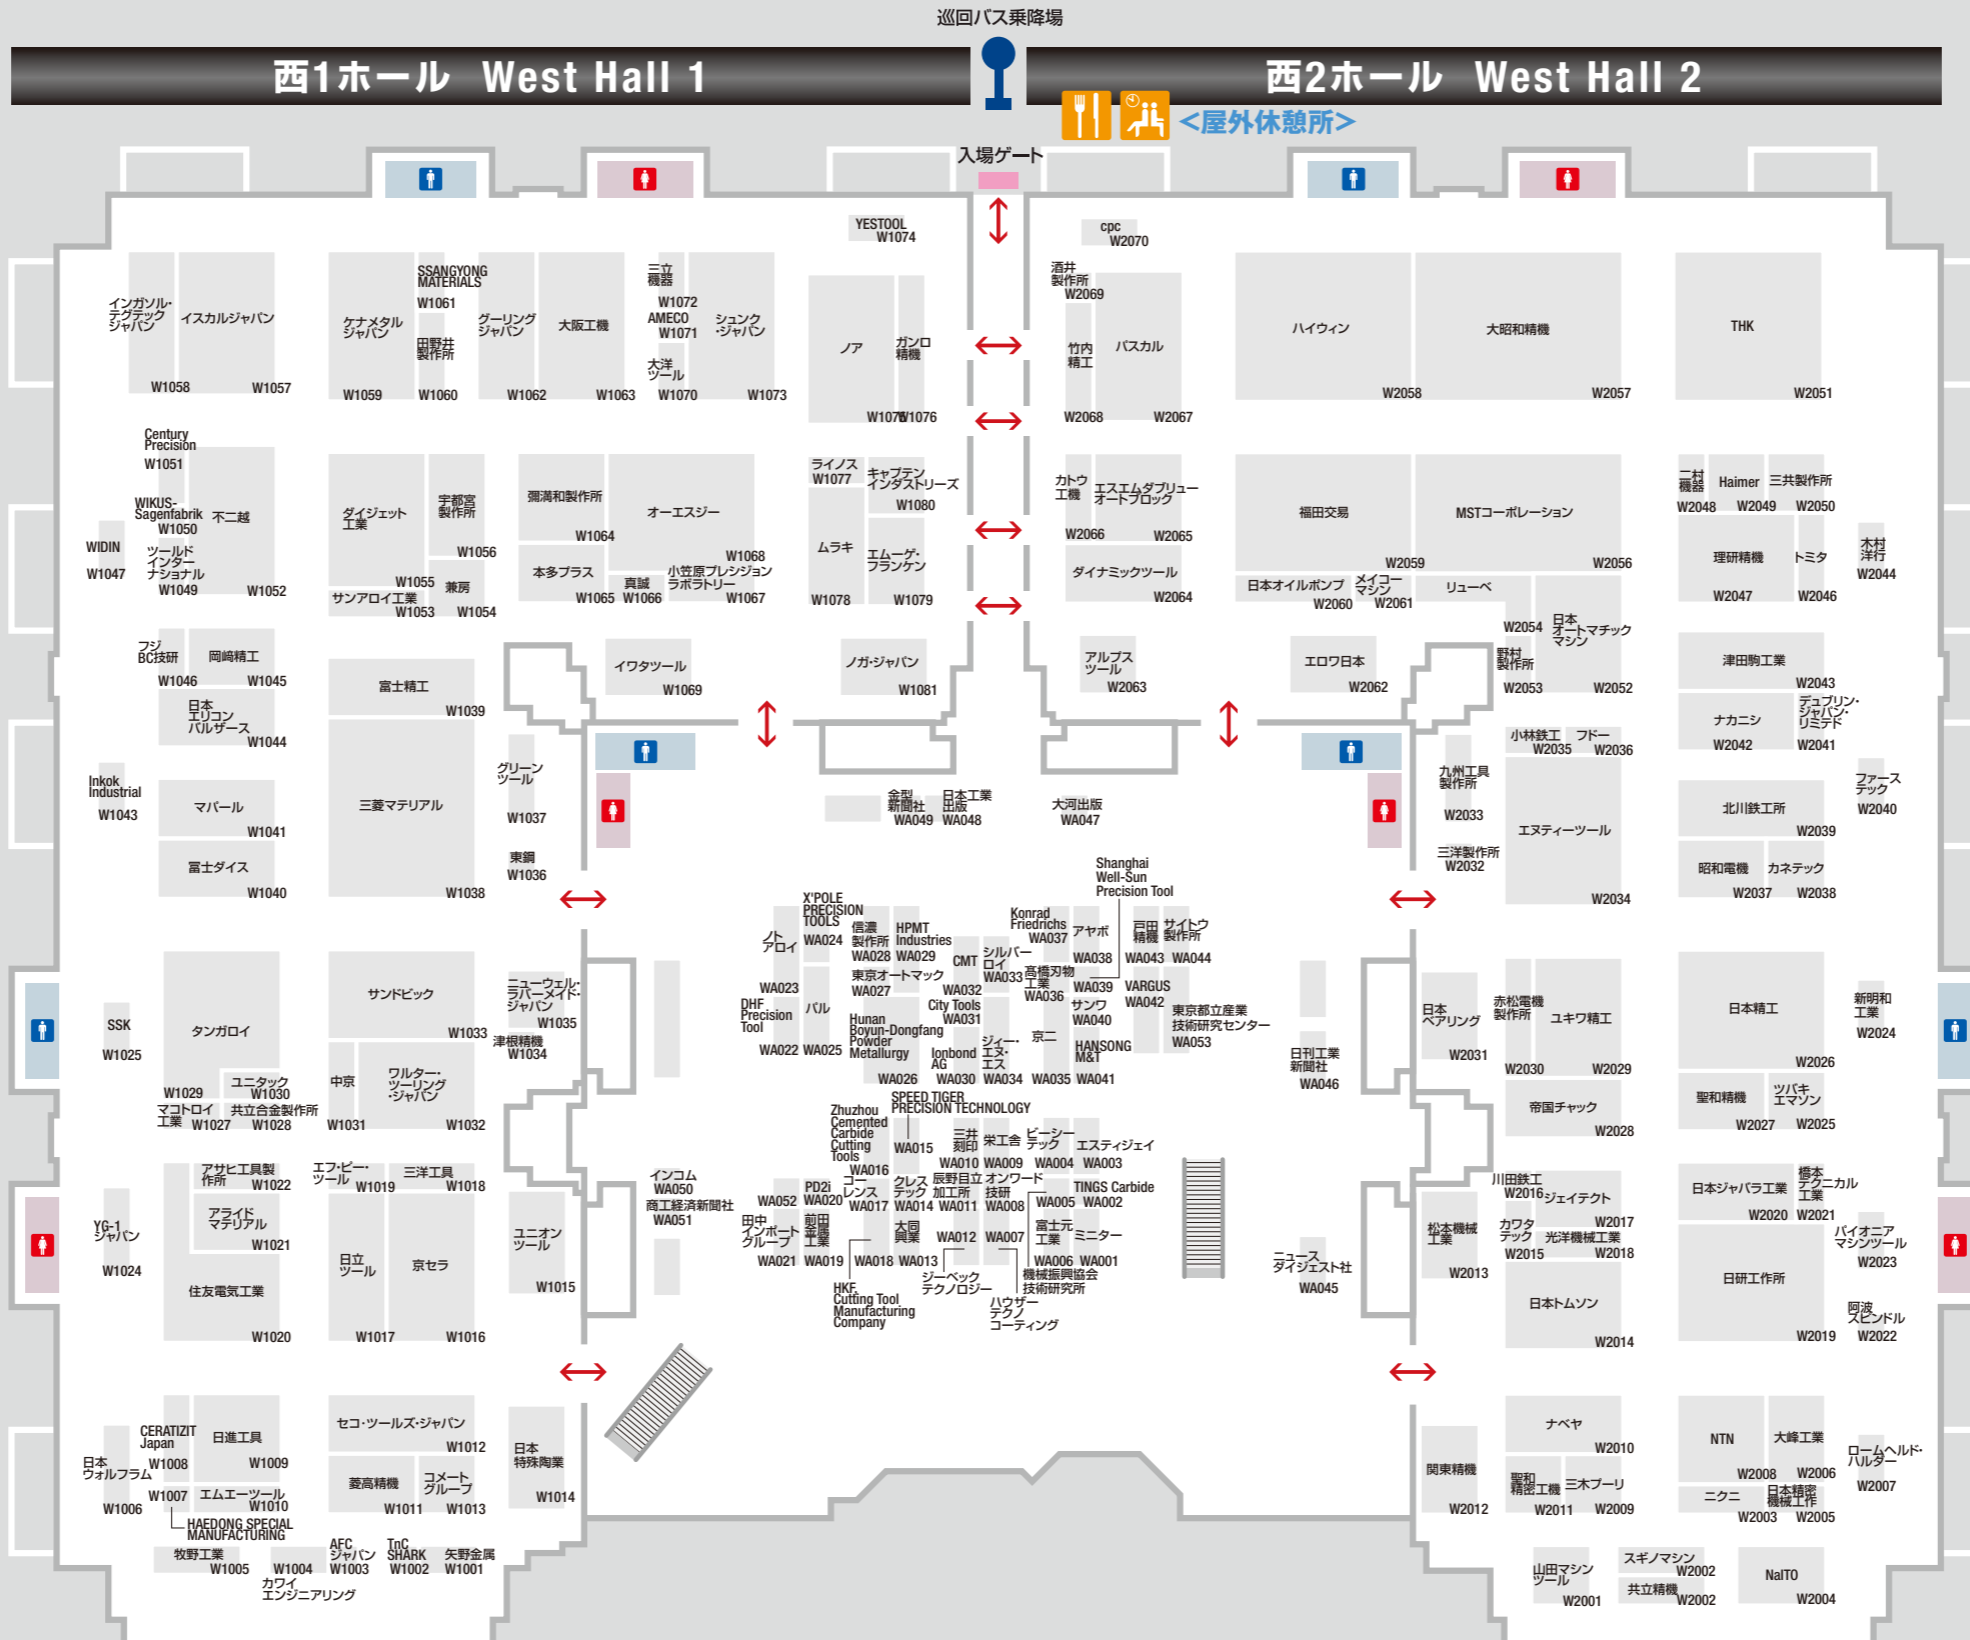 巡回バス乗降場
西1ホール West Hall 1
西2ホール West Hall 2
<屋外休憩所>
入場ゲート
YESTOOL
W1074
cpc
W2070
インガソル・
テグテック
ジャパン
W1058
イスカルジャパン
W1057
ケナメタル
ジャパン
W1059
SSANGYONG
MATERIALS
W1061
田野井
製作所
W1060
グーリング
ジャパン
W1062
大阪工機
W1063
三立
機器
W1072
AMECO
W1071
大洋
ツール
W1070
シュンク
・ジャパン
W1073
ノア
W1075
ガンロ
精機
W1076
酒井
製作所
W2069
竹内
精工
W2068
パスカル
W2067
ハイウィン
W2058
大昭和精機
W2057
THK
W2051
Century
Precision
W1051
WIKUS-
Sagenfabrik
W1050
不二越
W1052
WIDIN
W1047
ツールド
インター
ナショナル
W1049
ダイジェット
工業
W1055
宇都宮
製作所
W1056
サンアロイ工業
W1053
兼房
W1054
彌満和製作所
W1064
オーエスジー
W1068
本多プラス
W1065
真誠
W1066
小笠原プレシジョン
ラボラトリー
W1067
ライノス
W1077
キャプテン
インダストリーズ
W1080
ムラキ
W1078
エムーゲ・
フランケン
W1079
カトウ
工機
W2066
エスエムダブリュー
オートブロック
W2065
ダイナミックツール
W2064
福田交易
W2059
MSTコーポレーション
W2056
日本オイルポンプ
W2060
メイコー
マシン
W2061
リューベ
W2054
日本
オートマチック
マシン
W2052
野村
製作所
W2053
二村
機器
W2048
Haimer
W2049
三共製作所
W2050
理研精機
W2047
トミタ
W2046
木村
洋行
W2044
フジ
BC技研
W1046
岡﨑精工
W1045
日本
エリコン
バルザース
W1044
富士精工
W1039
イワタツール
W1069
ノガ・ジャパン
W1081
アルプス
ツール
W2063
エロワ日本
W2062
津田駒工業
W2043
ナカニシ
W2042
デュブリン・
ジャパン・
リミテド
W2041
Inkok
Industrial
W1043
マパール
W1041
富士ダイス
W1040
三菱マテリアル
W1038
グリーン
ツール
W1037
東鋼
W1036
金型
新聞社
WA049
日本工業
出版
WA048
大河出版
WA047
九州工具
製作所
W2033
三洋製作所
W2032
小林鉄工
W2035
フドー
W2036
エヌティーツール
W2034
北川鉄工所
W2039
昭和電機
W2037
カネテック
W2038
ファース
テック
W2040
Shanghai
Well-Sun
Precision Tool
X'POLE
PRECISION
TOOLS
WA024
ノト
アロイ
WA023
信濃
製作所
WA028
HPMT
Industries
WA029
東京オートマック
WA027
CMT
WA032
シルバー
ロイ
WA033
Konrad
Friedrichs
WA037
アヤボ
WA038
髙橋刃物
工業
WA036
WA039
戸田
精機
WA043
サイトウ
製作所
WA044
VARGUS
WA042
東京都立産業
技術研究センター
WA053
DHF
Precision
Tool
WA022
パル
WA025
Hunan
Boyun-Dongfang
Powder
Metallurgy
WA026
City Tools
WA031
Ionbond
AG
WA030
ジィー・
エヌ・
エス
WA034
京二
WA035
サンワ
WA040
HANSONG
M&T
WA041
日刊工業
新聞社
WA046
SSK
W1025
タンガロイ
W1029
ユニタック
W1030
マコトロイ
工業
W1027
共立合金製作所
W1028
サンドビック
W1033
中京
W1031
ワルター・
ツーリング
・ジャパン
W1032
ニューウェル・
ラバーメイド・
ジャパン
W1035
津根精機
W1034
日本
ベアリング
W2031
赤松電機
製作所
W2030
ユキワ精工
W2029
帝国チャック
W2028
日本精工
W2026
聖和精機
W2027
ツバキ
エマソン
W2025
新明和
工業
W2024
SPEED TIGER
PRECISION TECHNOLOGY
WA015
Zhuzhou
Cemented
Carbide
Cutting
Tools
WA016
三井
刻印
WA010
栄工舎
WA009
ビーシー
テック
WA004
エスティジェイ
WA003
インコム
WA050
商工経済新聞社
WA051
WA052
PD2i
WA020
コー
レンス
WA017
クレス
テック
WA014
辰野目立
加工所
WA011
オンワード
技研
WA008
WA005
TINGS Carbide
WA002
田中
インポート
グループ
WA021
前田
金属
工業
WA019
WA018
大同
興業
WA013
WA012
WA007
富士元
工業
WA006
ミニター
WA001
HKF
Cutting Tool
Manufacturing
Company
ジーベック
テクノロジー
機械振興協会
技術研究所
ハウザー
テクノ
コーティング
ニュース
ダイジェスト社
WA045
YG-1
ジャパン
W1024
アサヒ工具製
作所
W1022
アライド
マテリアル
W1021
住友電気工業
W1020
エフ・ピー・
ツール
W1019
三洋工具
W1018
日立
ツール
W1017
京セラ
W1016
ユニオン
ツール
W1015
松本機械
工業
W2013
川田鉄工
W2016
ジェイテクト
W2017
カワタ
テック
W2015
光洋機械工業
W2018
日本トムソン
W2014
日本ジャバラ工業
W2020
橋本
テクニカル
工業
W2021
日研工作所
W2019
パイオニア
マシンツール
W2023
阿波
スピンドル
W2022
日本
ウォルフラム
W1006
CERATIZIT
Japan
W1008
日進工具
W1009
W1007
エムエーツール
W1010
HAEDONG SPECIAL
MANUFACTURING
セコ・ツールズ・ジャパン
W1012
菱高精機
W1011
コメート
グループ
W1013
日本
特殊陶業
W1014
牧野工業
W1005
W1004
カワイ
エンジニアリング
AFC
ジャパン
W1003
TnC
SHARK
W1002
矢野金属
W1001
関東精機
W2012
ナベヤ
W2010
聖和
精密工機
W2011
三木プーリ
W2009
NTN
W2008
大峰工業
W2006
ニクニ
W2003
日本精密
機械工作
W2005
ロームヘルド・
ハルダー
W2007
山田マシン
ツール
W2001
スギノマシン
W2002
共立精機
W2002
NaITO
W2004